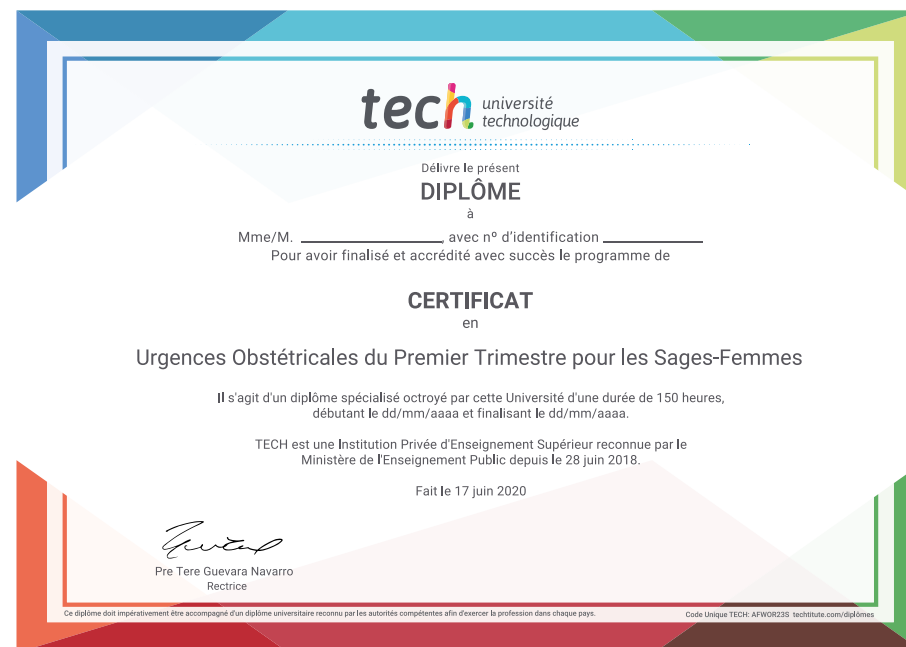 tech université
technologique
Délivre le présent
DIPLÔME
à
Mme/M. ____________________, avec nº d'identification ______________
Pour avoir finalisé et accrédité avec succès le programme de
CERTIFICAT
en
Urgences Obstétricales du Premier Trimestre pour les Sages-Femmes
Il s'agit d'un diplôme spécialisé octroyé par cette Université d'une durée de 150 heures,
débutant le dd/mm/aaaa et finalisant le dd/mm/aaaa.
TECH est une Institution Privée d'Enseignement Supérieur reconnue par le
Ministère de l'Enseignement Public depuis le 28 juin 2018.
Fait le 17 juin 2020
Pre Tere Guevara Navarro
Rectrice
Ce diplôme doit impérativement être accompagné d'un diplôme universitaire reconnu par les autorités compétentes afin d'exercer la profession dans chaque pays.
Code Unique TECH: AFWOR23S techtitute.com/diplômes